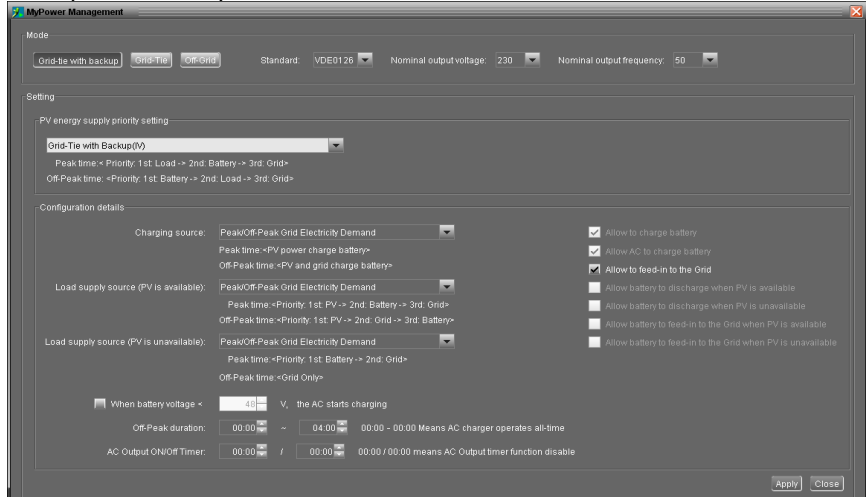 MyPower Management
Mode
Grid-tie with backup Grid-Tie Off-Grid Standard: VDE0126 Nominal output voltage: 230 Nominal output frequency: 50
Setting
PV energy supply priority setting
Grid-Tie with Backup(IV)
Peak time:< Priority: 1st: Load -> 2nd: Battery -> 3rd: Grid>
Off-Peak time: <Priority: 1st: Battery -> 2nd: Load -> 3rd: Grid>
Configuration details
Charging source: Peak/Off-Peak Grid Electricity Demand Allow to charge battery
Peak time:<PV power charge battery> Allow AC to charge battery
Off-Peak time:<PV and grid charge battery> Allow to feed-in to the Grid
Load supply source (PV is available): Peak/Off-Peak Grid Electricity Demand Allow battery to discharge when PV is available
Peak time:<Priority: 1st: PV -> 2nd: Battery -> 3rd: Grid> Allow battery to discharge when PV is unavailable
Off-Peak time:<Priority: 1st: PV -> 2nd: Grid -> 3rd: Battery> Allow battery to feed-in to the Grid when PV is available
Load supply source (PV is unavailable): Peak/Off-Peak Grid Electricity Demand Allow battery to feed-in to the Grid when PV is unavailable
Peak time:<Priority: 1st: Battery -> 2nd: Grid>
Off-Peak time:<Grid Only>
When battery voltage < 48 V, the AC starts charging
Off-Peak duration: 00:00 ~ 04:00 00:00 - 00:00 Means AC charger operates all-time
AC Output ON/Off Timer: 00:00 / 00:00 00:00 / 00:00 means AC Output timer function disable
Apply Close